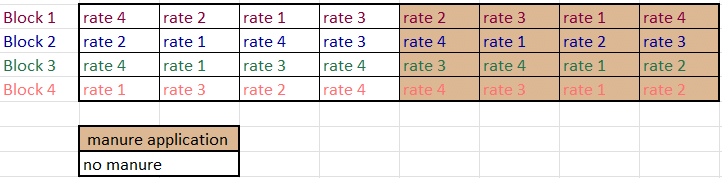 Block 1 rate 4 rate 2 rate 1 rate 3 rate 2 rate 3 rate 1 rate 4
Block 2 rate 2 rate 1 rate 4 rate 3 rate 4 rate 1 rate 2 rate 3
Block 3 rate 4 rate 1 rate 3 rate 4 rate 3 rate 4 rate 1 rate 2
Block 4 rate 1 rate 3 rate 2 rate 4 rate 4 rate 3 rate 1 rate 2
manure application
no manure